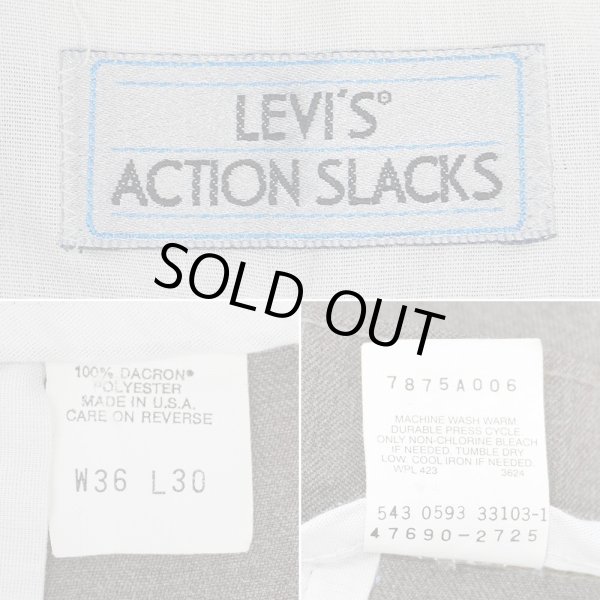 LEVI'S®
ACTION SLACKS
SOLD OUT
100% DACRON®
POLYESTER
MADE IN U.S.A.
CARE ON REVERSE
W36 L30
7875A006
MACHINE WASH WARM
DURABLE PRESS CYCLE
ONLY NON-CHLORINE BLEACH
IF NEEDED. TUMBLE DRY
LOW. COOL IRON IF NEEDED.
WPL 423 3624
543 0593 33103-1
47690-2725